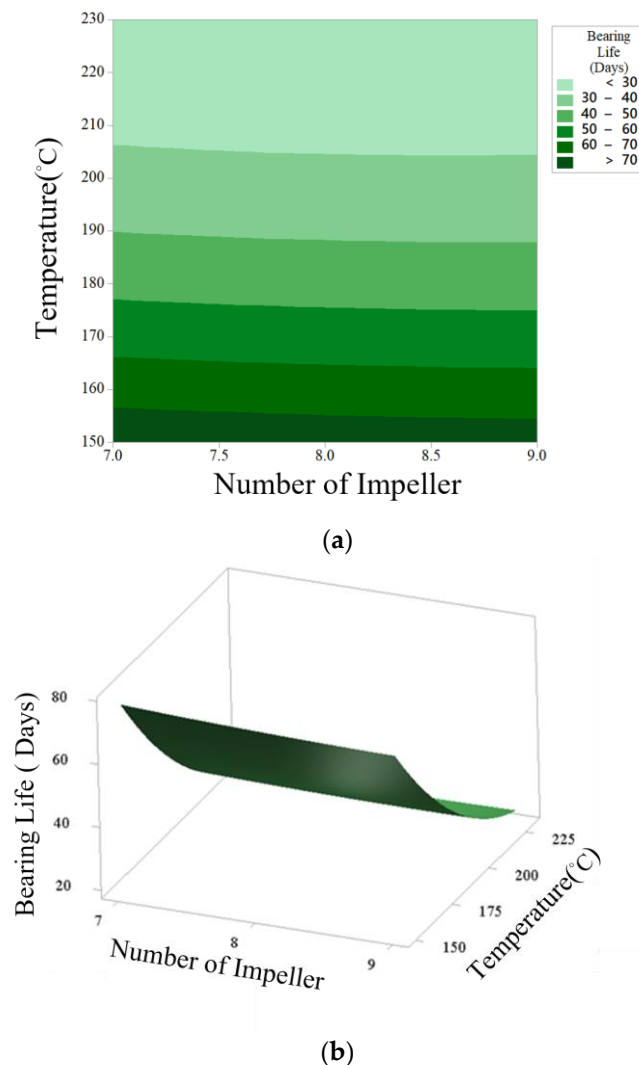 230
220
210
200
190
180
170
160
150
Temperature(°C)
7.0 7.5 8.0 8.5 9.0
Number of Impeller
Bearing
Life
(Days)
< 30
30 – 40
40 – 50
50 – 60
60 – 70
> 70
(a)
80
60
40
20
Bearing Life ( Days)
7 8 9
Number of Impeller
225
200
175
150
Temperature(°C)
(b)